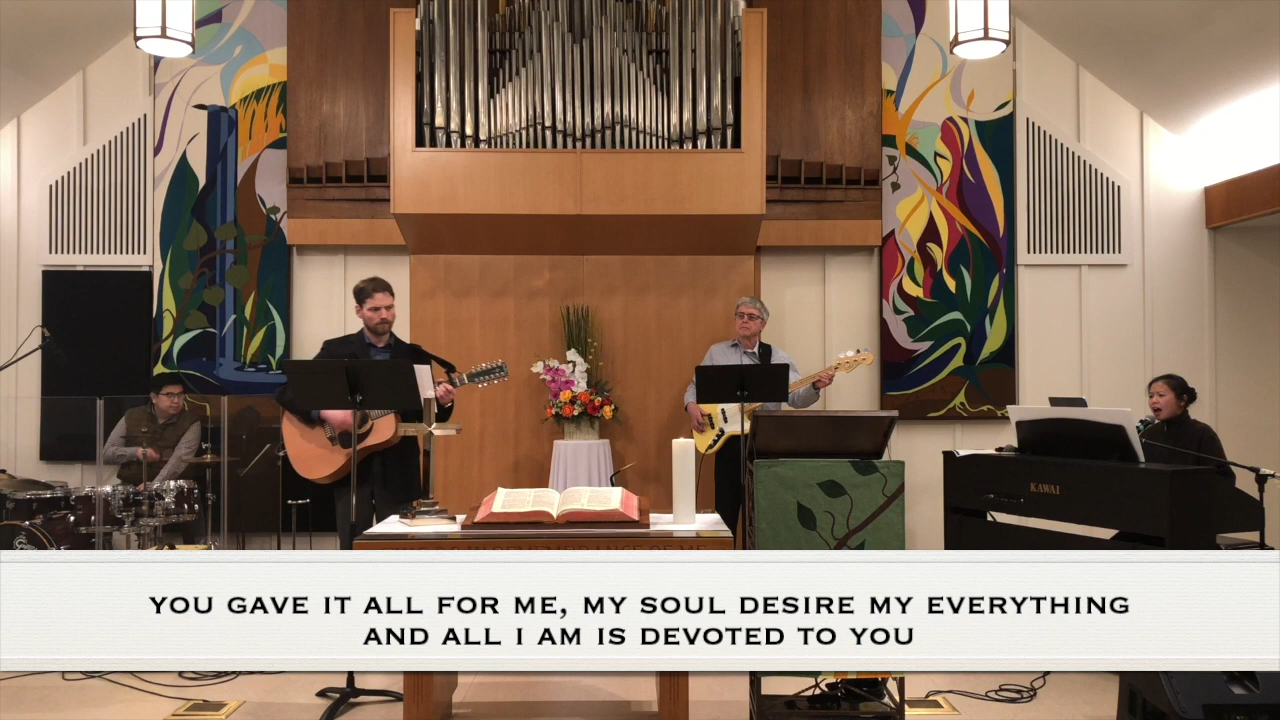 KAWAI
YOU GAVE IT ALL FOR ME, MY SOUL DESIRE MY EVERYTHING
AND ALL I AM IS DEVOTED TO YOU